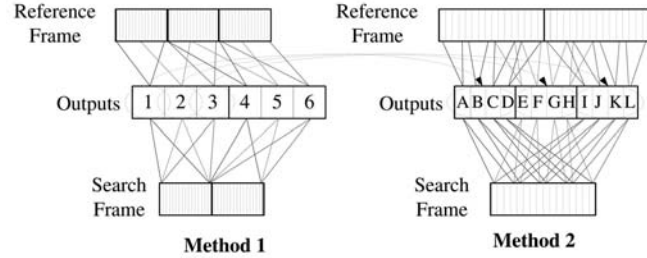 Reference
Frame
Reference
Frame
Outputs 1 2 3 4 5 6
Outputs A B C D E F G H I J K L
Search
Frame
Search
Frame
Method 1
Method 2